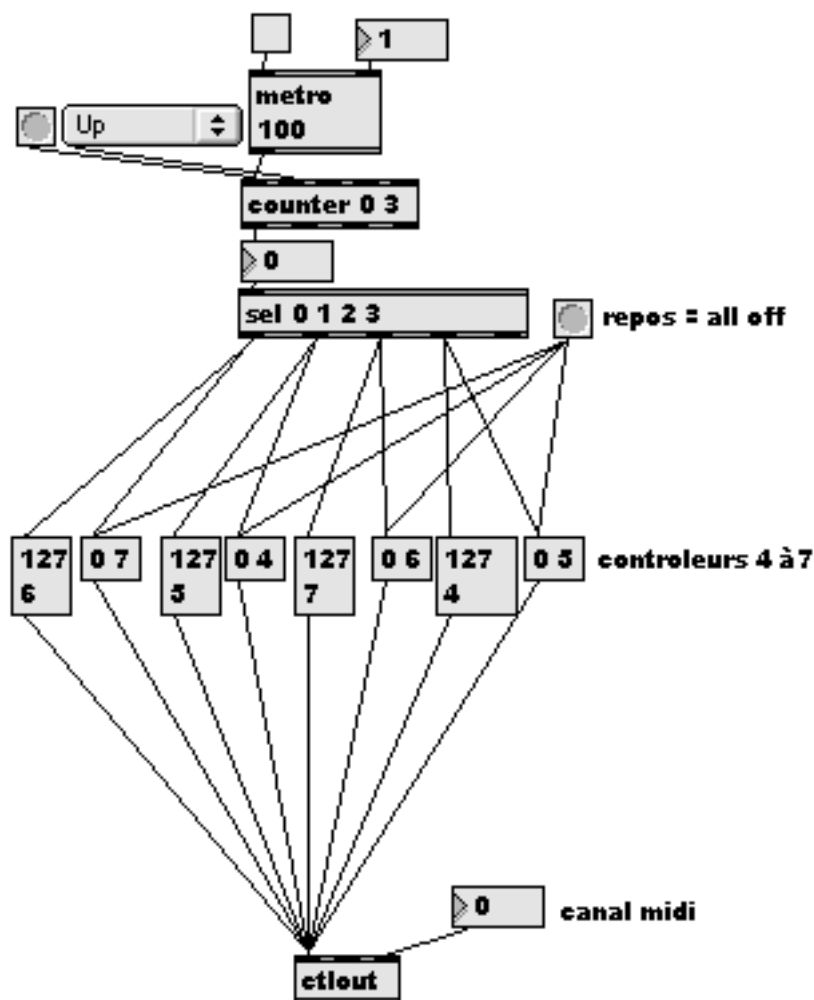 1
metro
100
Up
counter 0 3
0
sel 0 1 2 3
repos = all off
127
6
0 7
127
5
0 4
127
7
0 6
127
4
0 5
controleurs 4 à7
0
canal midi
ctlout